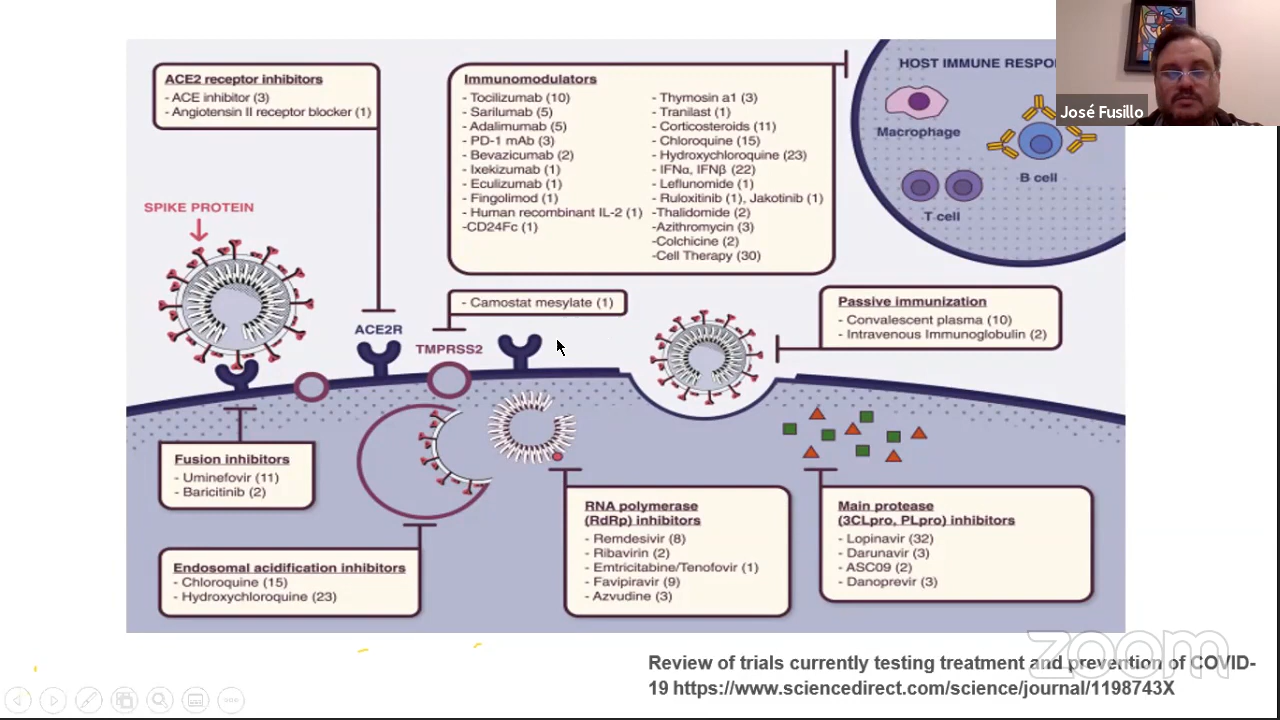 ACE2 receptor inhibitors
- ACE inhibitor (3)
- Angiotensin II receptor blocker (1)
Immunomodulators
- Tocilizumab (10)
- Sarilumab (5)
- Adalimumab (5)
- PD-1 mAb (3)
- Bevazicumab (2)
- Ixekizumab (1)
- Eculizumab (1)
- Fingolimod (1)
- Human recombinant IL-2 (1)
-CD24Fc (1)
- Thymosin a1 (3)
- Tranilast (1)
- Corticosteroids (11)
- Chloroquine (15)
- Hydroxychloroquine (23)
- IFNα, IFNβ (22)
- Leflunomide (1)
- Ruloxitinib (1), Jakotinib (1)
-Thalidomide (2)
-Azithromycin (3)
-Colchicine (2)
-Cell Therapy (30)
HOST IMMUNE RESPO
Macrophage
B cell
T cell
José Fusillo
SPIKE PROTEIN
- Camostat mesylate (1)
ACE2R
TMPRSS2
Passive immunization
- Convalescent plasma (10)
- Intravenous Immunoglobulin (2)
Fusion inhibitors
- Uminefovir (11)
- Baricitinib (2)
Endosomal acidification inhibitors
- Chloroquine (15)
- Hydroxychloroquine (23)
RNA polymerase
(RdRp) inhibitors
- Remdesivir (8)
- Ribavirin (2)
- Emtricitabine/Tenofovir (1)
- Favipiravir (9)
- Azvudine (3)
Main protease
(3CLpro, PLpro) inhibitors
- Lopinavir (32)
- Darunavir (3)
- ASC09 (2)
- Danoprevir (3)
zoom
Review of trials currently testing treatment and prevention of COVID-
19 https://www.sciencedirect.com/science/journal/1198743X